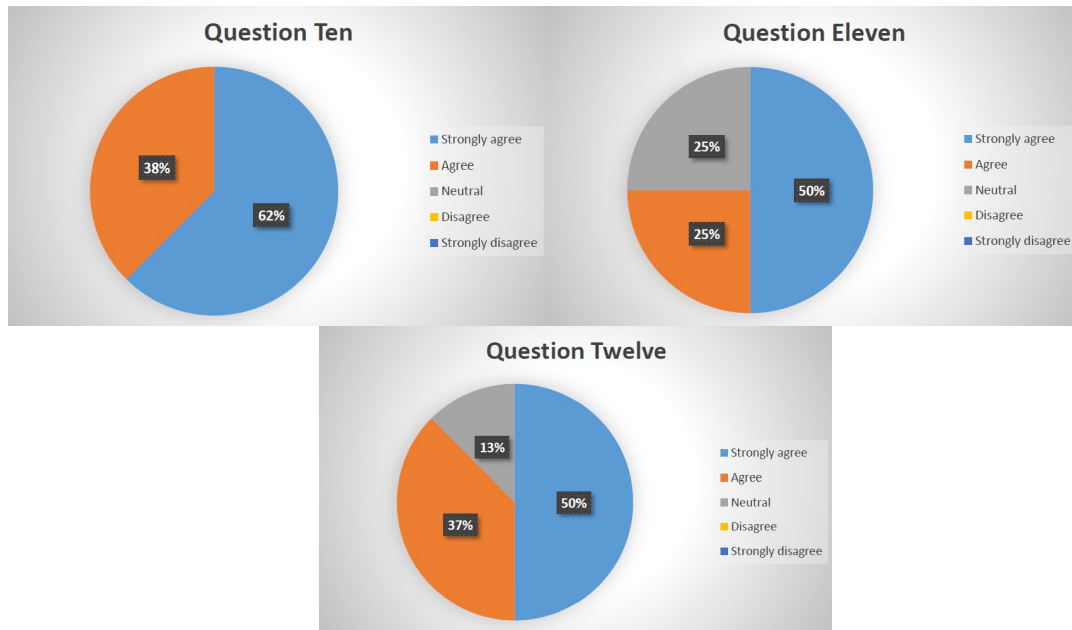 Question Ten
38%
62%
Strongly agree
Agree
Neutral
Disagree
Strongly disagree
Question Eleven
25%
50%
25%
Strongly agree
Agree
Neutral
Disagree
Strongly disagree
Question Twelve
13%
50%
37%
Strongly agree
Agree
Neutral
Disagree
Strongly disagree